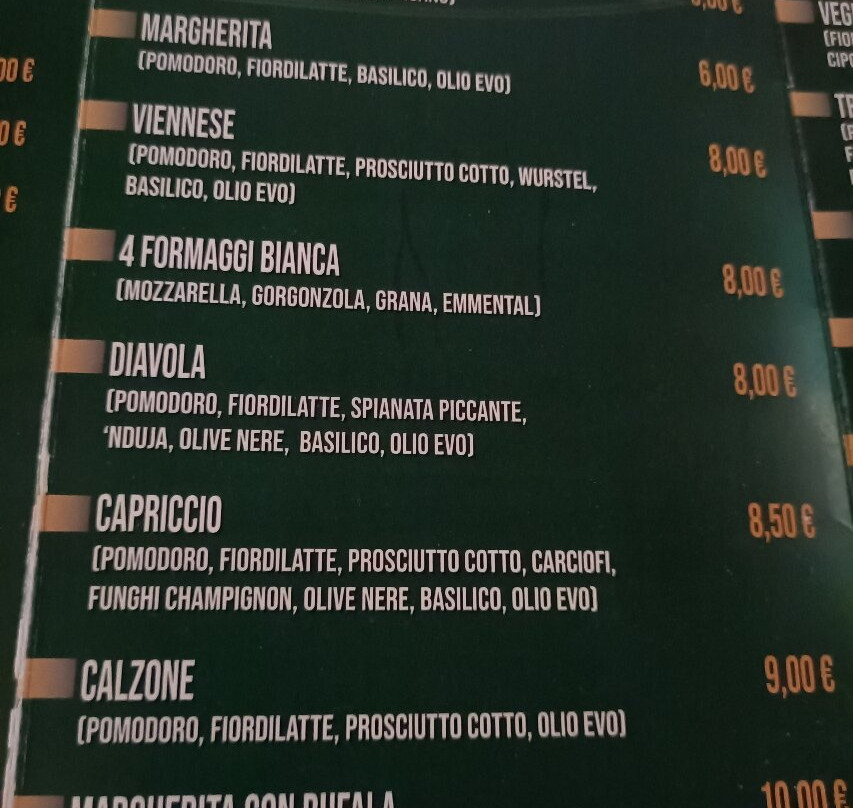 MARGHERITA
(POMODORO, FIORDILATTE, BASILICO, OLIO EVO)
6,00 €
VIENNESE
(POMODORO, FIORDILATTE, PROSCIUTTO COTTO, WURSTEL,
BASILICO, OLIO EVO)
8,00 €
4 FORMAGGI BIANCA
(MOZZARELLA, GORGONZOLA, GRANA, EMMENTAL)
8,00 €
DIAVOLA
(POMODORO, FIORDILATTE, SPIANATA PICCANTE,
‘NDUJA, OLIVE NERE, BASILICO, OLIO EVO)
8,00 €
CAPRICCIO
(POMODORO, FIORDILATTE, PROSCIUTTO COTTO, CARCIOFI,
FUNGHI CHAMPIGNON, OLIVE NERE, BASILICO, OLIO EVO)
8,50 €
CALZONE
(POMODORO, FIORDILATTE, PROSCIUTTO COTTO, OLIO EVO)
9,00 €
MARGHERITA CON BUFALA
10,00 €